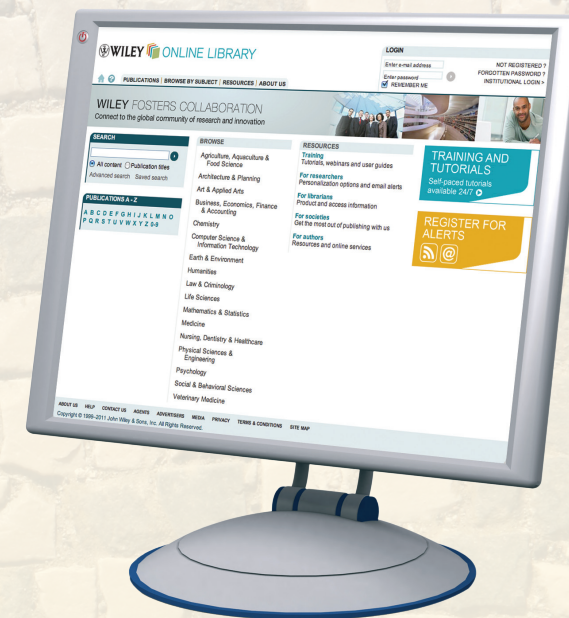 WILEY ONLINE LIBRARY
LOGIN
Enter e-mail address
Enter password
REMEMBER ME
NOT REGISTERED ?
FORGOTTEN PASSWORD ?
INSTITUTIONAL LOGIN >
PUBLICATIONS | BROWSE BY SUBJECT | RESOURCES | ABOUT US
WILEY FOSTERS COLLABORATION
Connect to the global community of research and innovation
SEARCH
All content Publication titles
Advanced search Saved search
PUBLICATIONS A - Z
A B C D E F G H I J K L M N O
P Q R S T U V W X Y Z 0-9
BROWSE
Agriculture, Aquaculture &
Food Science
Architecture & Planning
Art & Applied Arts
Business, Economics, Finance
& Accounting
Chemistry
Computer Science &
Information Technology
Earth & Environment
Humanities
Law & Criminology
Life Sciences
Mathematics & Statistics
Medicine
Nursing, Dentistry & Healthcare
Physical Sciences &
Engineering
Psychology
Social & Behavioral Sciences
Veterinary Medicine
RESOURCES
Training
Tutorials, webinars and user guides
For researchers
Personalization options and email alerts
For librarians
Product and access information
For societies
Get the most out of publishing with us
For authors
Resources and online services
TRAINING AND
TUTORIALS
Self-paced tutorials
available 24/7
REGISTER FOR
ALERTS
@
ABOUT US HELP CONTACT US AGENTS ADVERTISERS MEDIA PRIVACY TERMS & CONDITIONS SITE MAP
Copyright © 1999-2011 John Wiley & Sons, Inc. All Rights Reserved.